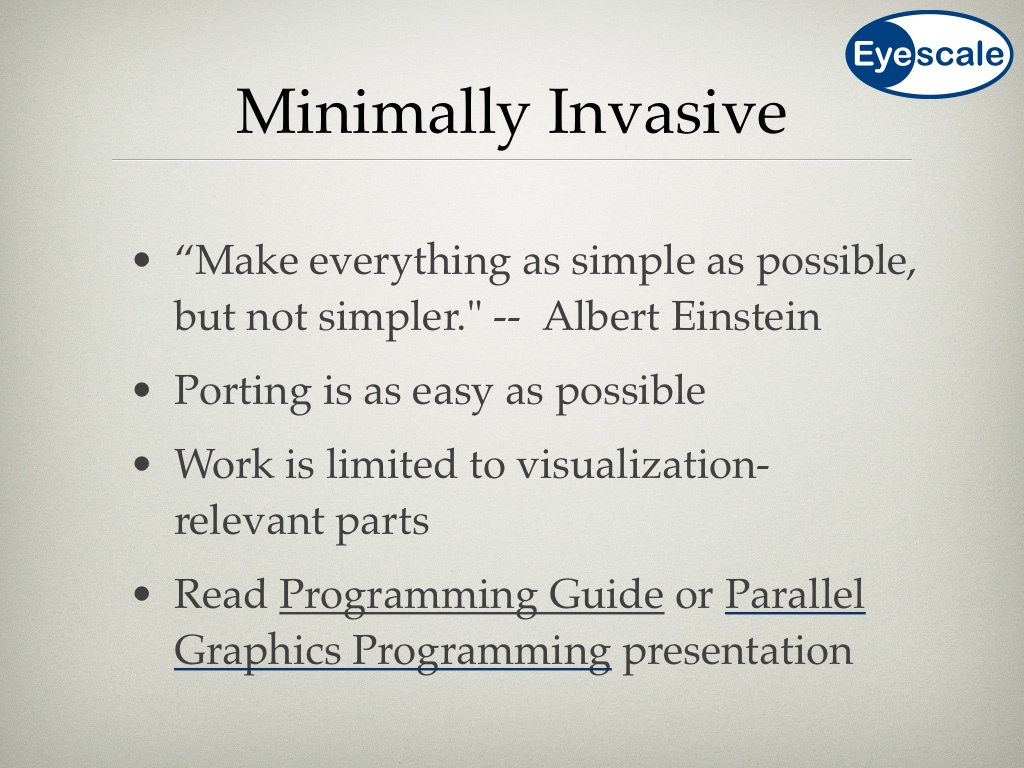 Eyescale
Minimally Invasive
• “Make everything as simple as possible,
but not simpler." -- Albert Einstein
• Porting is as easy as possible
• Work is limited to visualization-
relevant parts
• Read Programming Guide or Parallel
Graphics Programming presentation